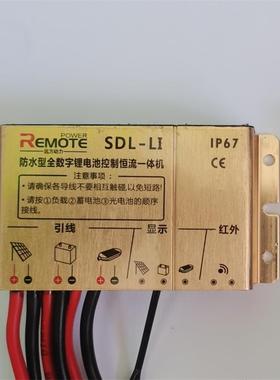 REMOTE
POWER
远方动力
SDL-LI
IP67
CE
防水型全数字锂电池控制恒流一体机
注意事项：
请确保各导线不要相互触碰，以免短路！
请按①负载②蓄电池③光电池的顺序
接线。
引线
显示
红外